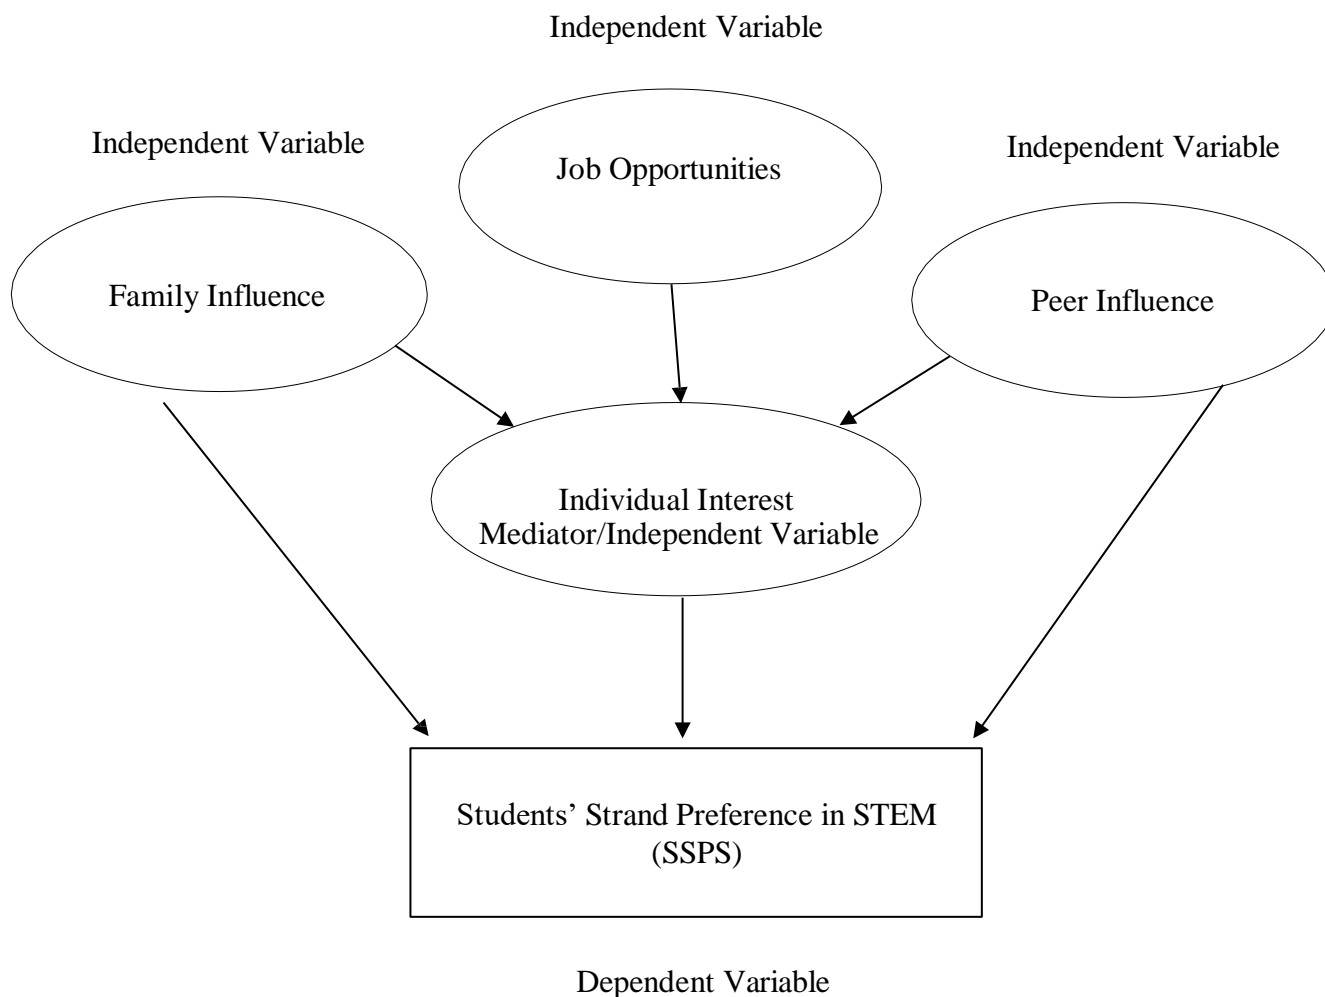 Independent Variable
Independent Variable
Independent Variable
Job Opportunities
Family Influence
Peer Influence
Individual Interest
Mediator/Independent Variable
Students’ Strand Preference in STEM
(SSPS)
Dependent Variable